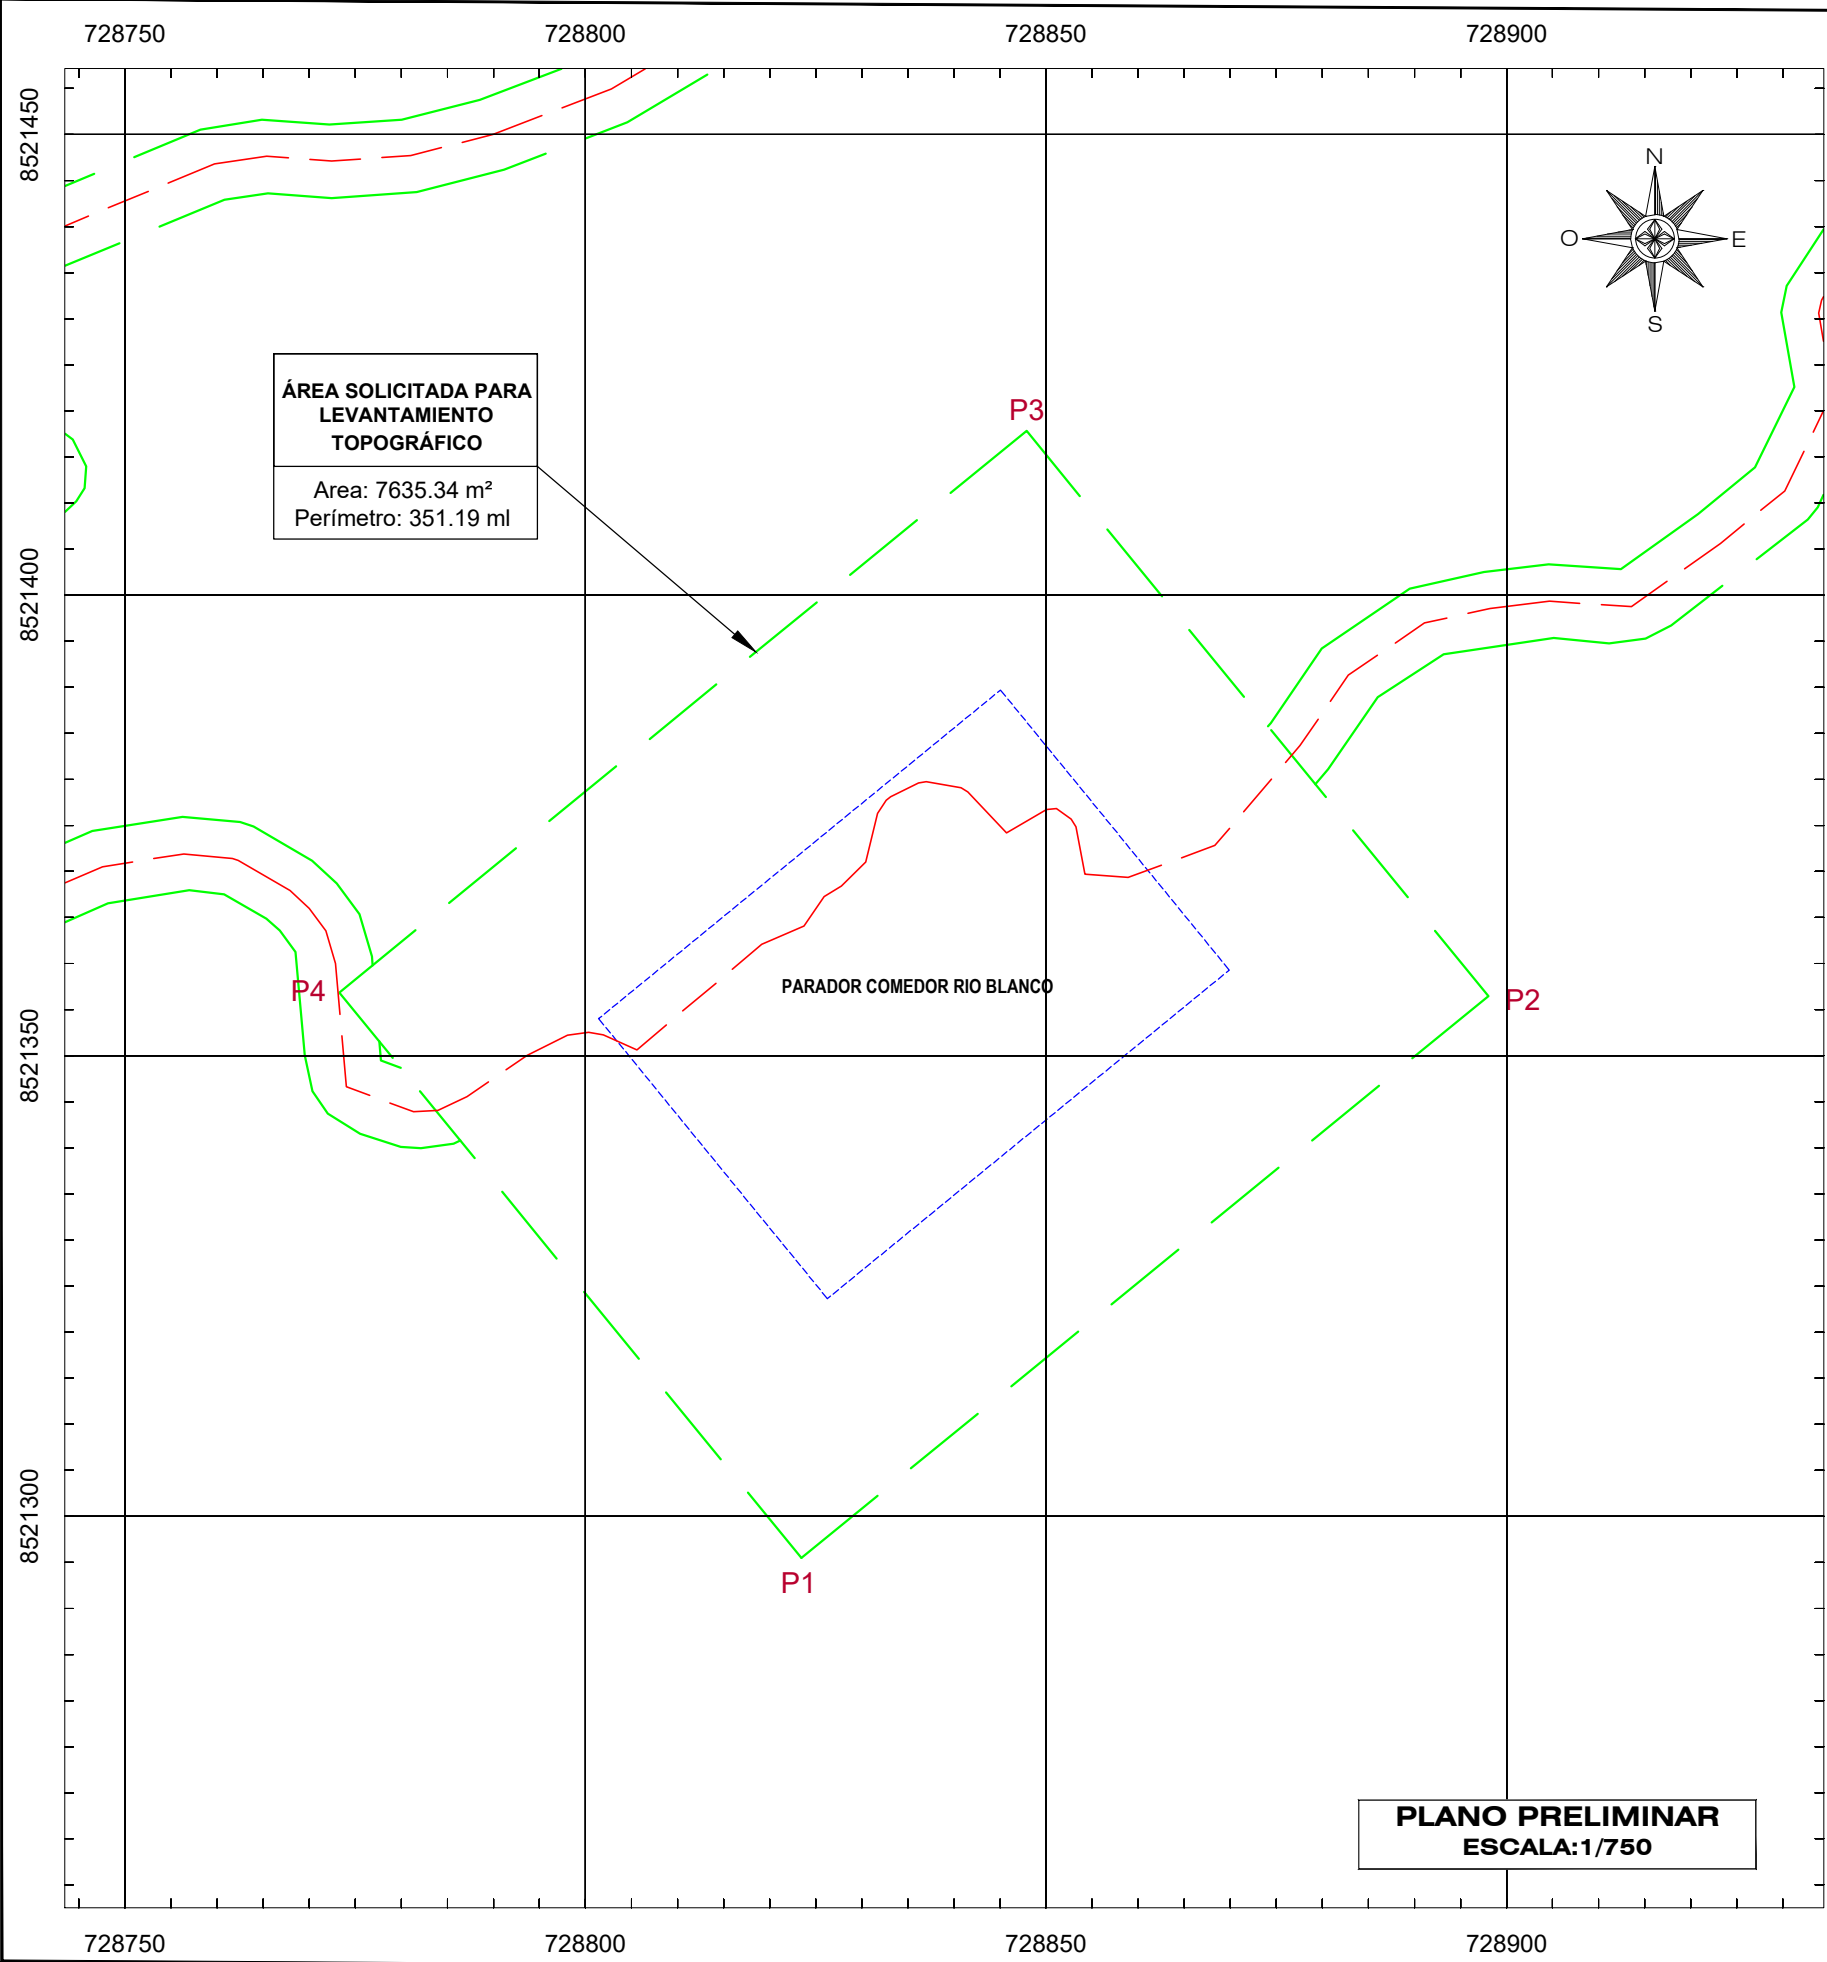 728750
728800
728850
728900
8521450
N
O
E
S
ÁREA SOLICITADA PARA
LEVANTAMIENTO
TOPOGRÁFICO
Area: 7635.34 m²
Perímetro: 351.19 ml
P3
8521400
PARADOR COMEDOR RIO BLANCO
P4
P2
8521350
8521300
P1
PLANO PRELIMINAR
ESCALA:1/750
728750
728800
728850
728900